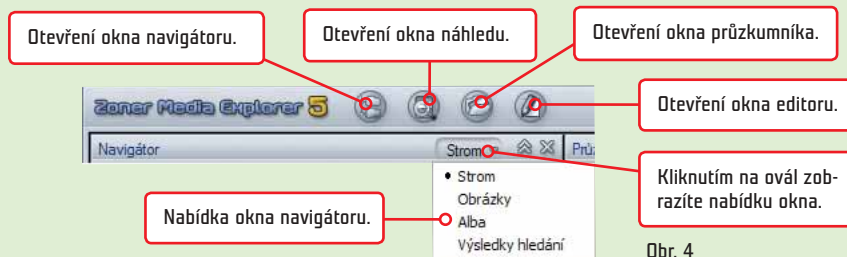 Otevření okna navigátoru.
Otevření okna náhledu.
Otevření okna průzkumníka.
Zoner Media Explorer 5
Otevření okna editoru.
Navigátor
Strom
Prů
Strom
Obrázky
Alba
Výsledky hledání
Kliknutím na ovál zob-
razíte nabídku okna.
Nabídka okna navigátoru.
Obr. 4